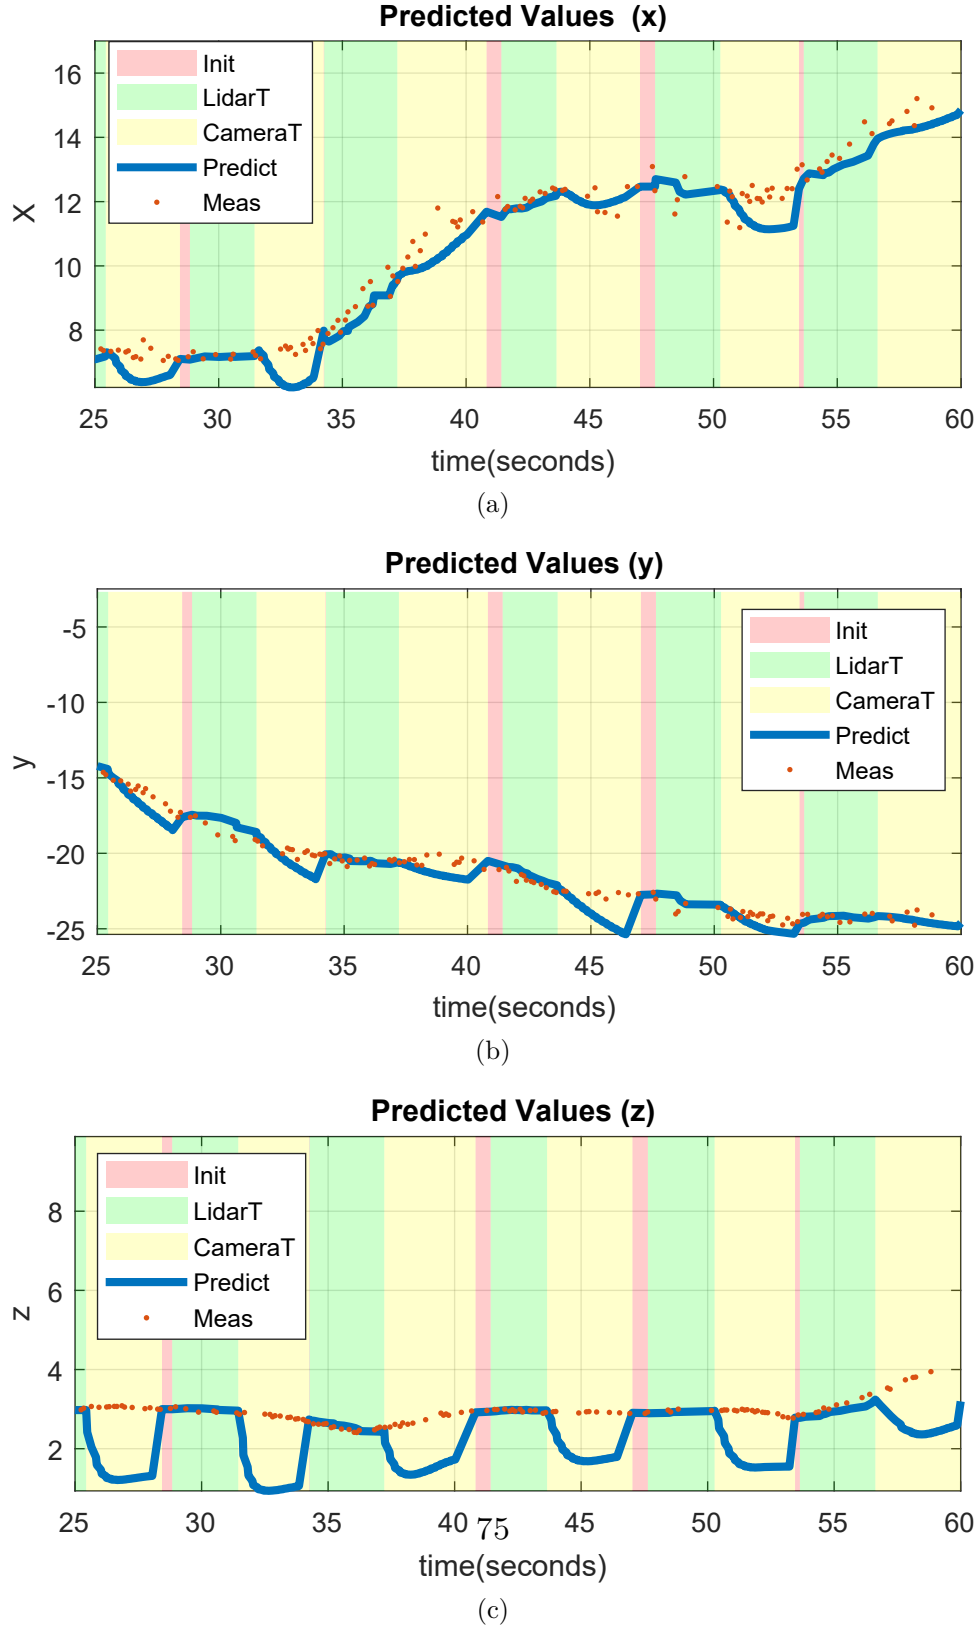 Predicted Values  (x)
Init
LidarT
CameraT
Predict
Meas
X
16
14
12
10
8
25 30 35 40 45 50 55 60
time(seconds)
(a)
Predicted Values (y)
Init
LidarT
CameraT
Predict
Meas
y
-5
-10
-15
-20
-25
25 30 35 40 45 50 55 60
time(seconds)
(b)
Predicted Values (z)
Init
LidarT
CameraT
Predict
Meas
z
8
6
4
2
25 30 35 40 45 50 55 60
75
time(seconds)
(c)